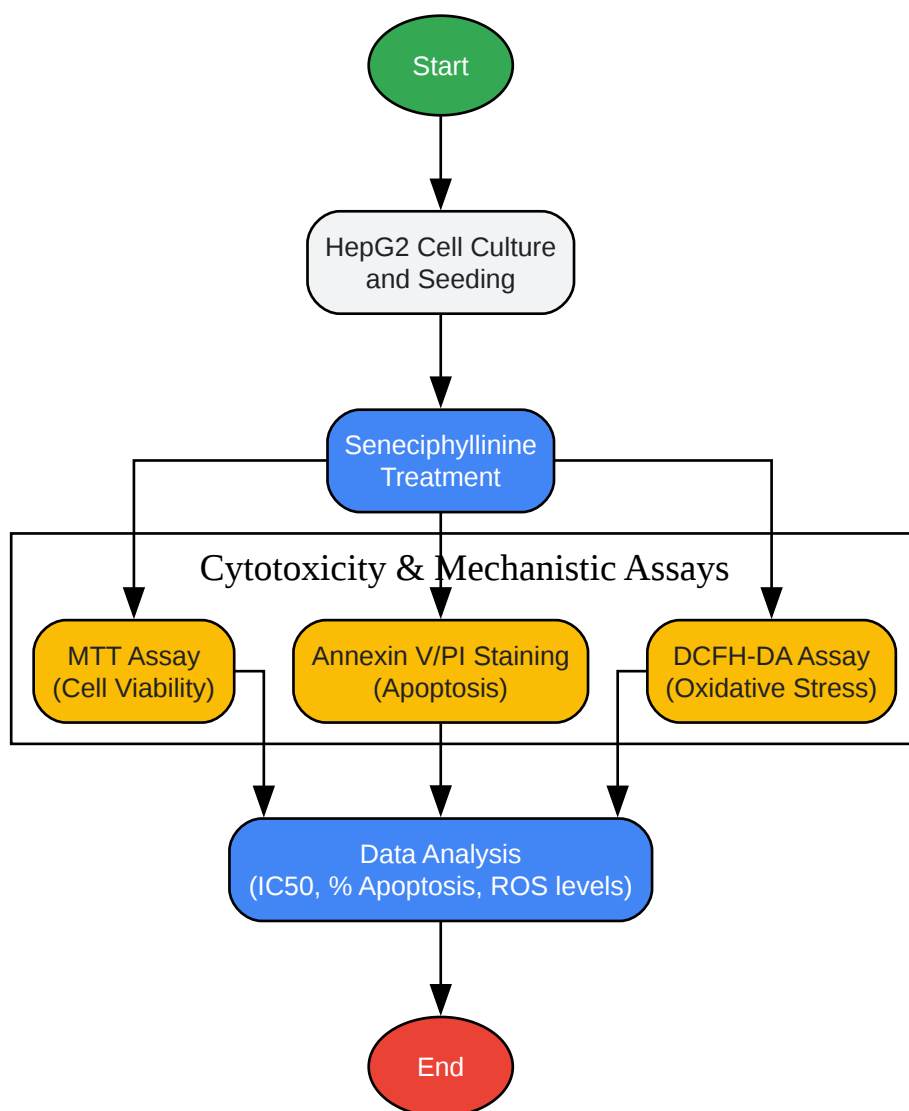 Start
HepG2 Cell Culture
and Seeding
Seneciphyllinine
Treatment
Cytotoxicity & Mechanistic Assays
MTT Assay
(Cell Viability)
Annexin V/PI Staining
(Apoptosis)
DCFH-DA Assay
(Oxidative Stress)
Data Analysis
(IC50, % Apoptosis, ROS levels)
End